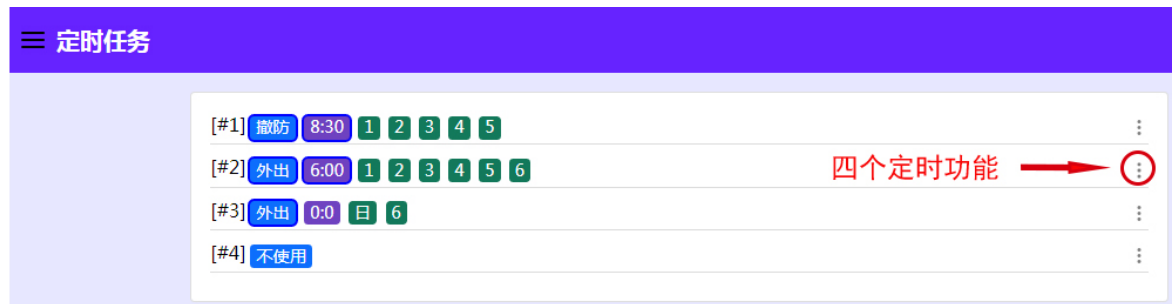 定时任务
[#1] 撤防 8:30 1 2 3 4 5
[#2] 外出 6:00 1 2 3 4 5 6
四个定时功能
[#3] 外出 0:0 日 6
[#4] 不使用